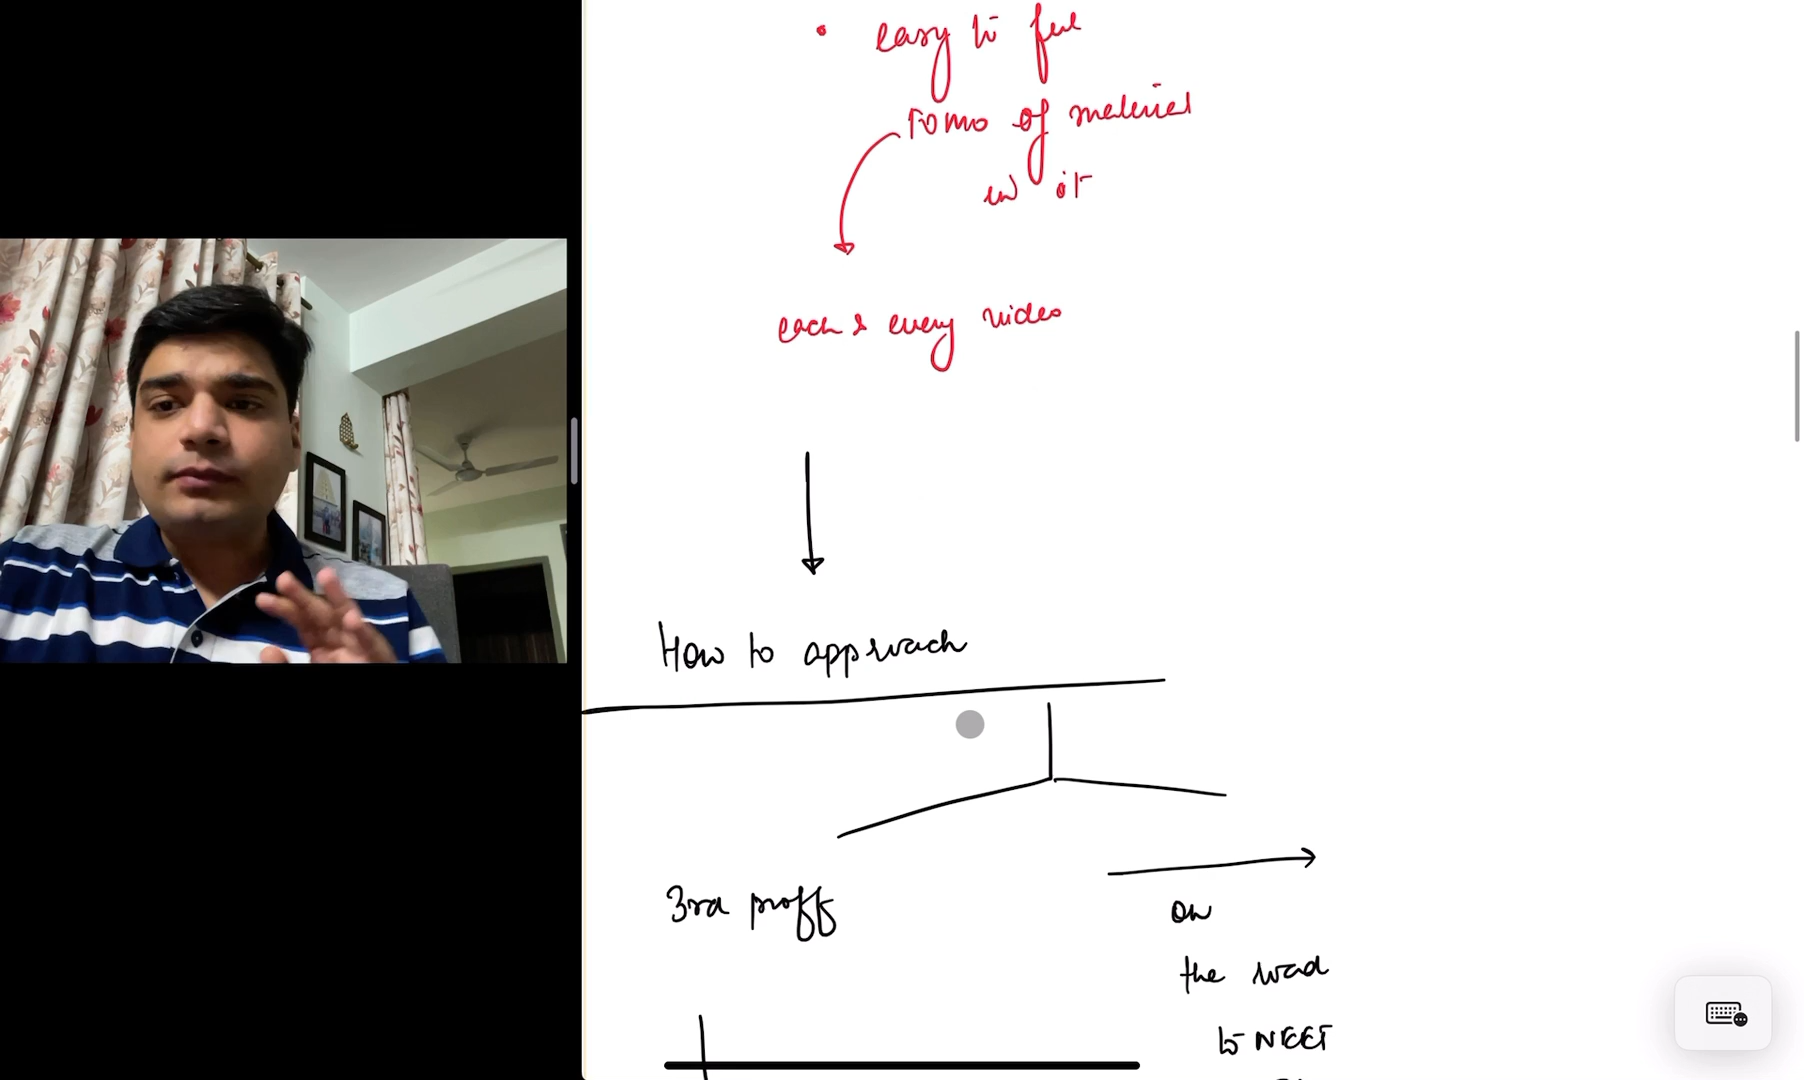 • easy to feel
Tomo of material
in it
each & every video
How to approach
3rd proff
on
the road
to NEET